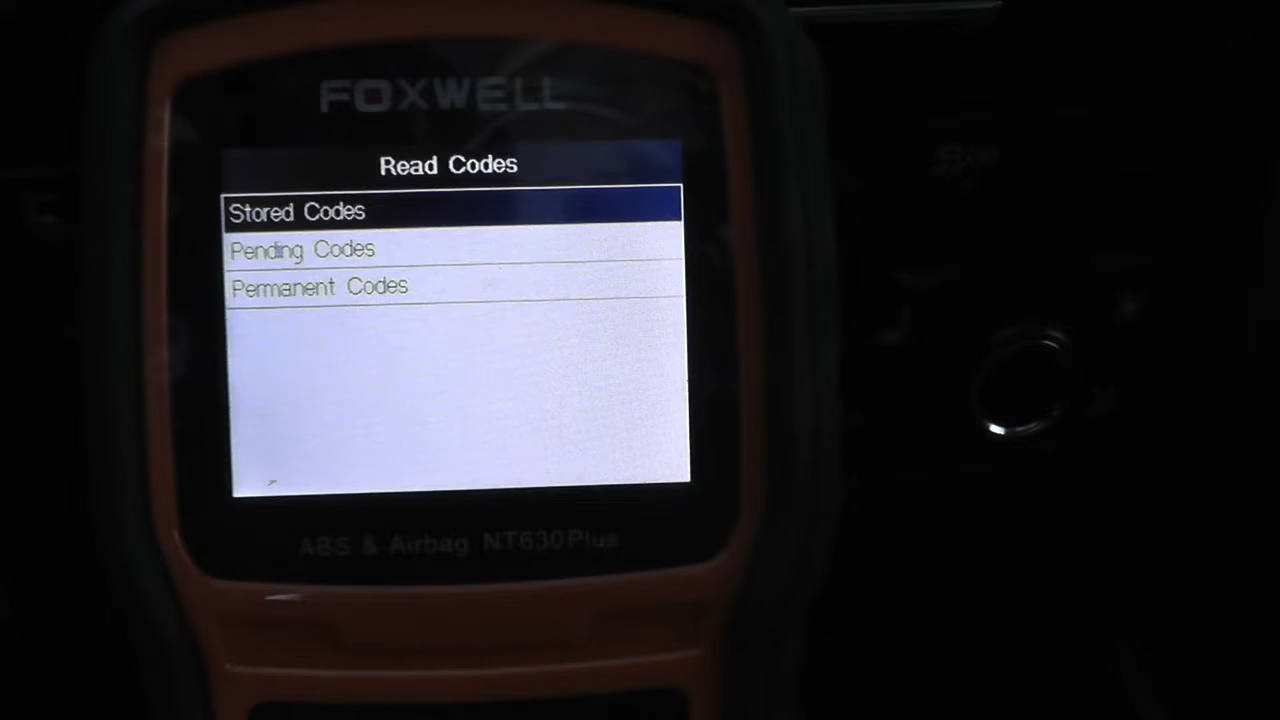 FOXWELL
Read Codes
Stored Codes
Pending Codes
Permanent Codes
ABS & Airbag NT630Plus